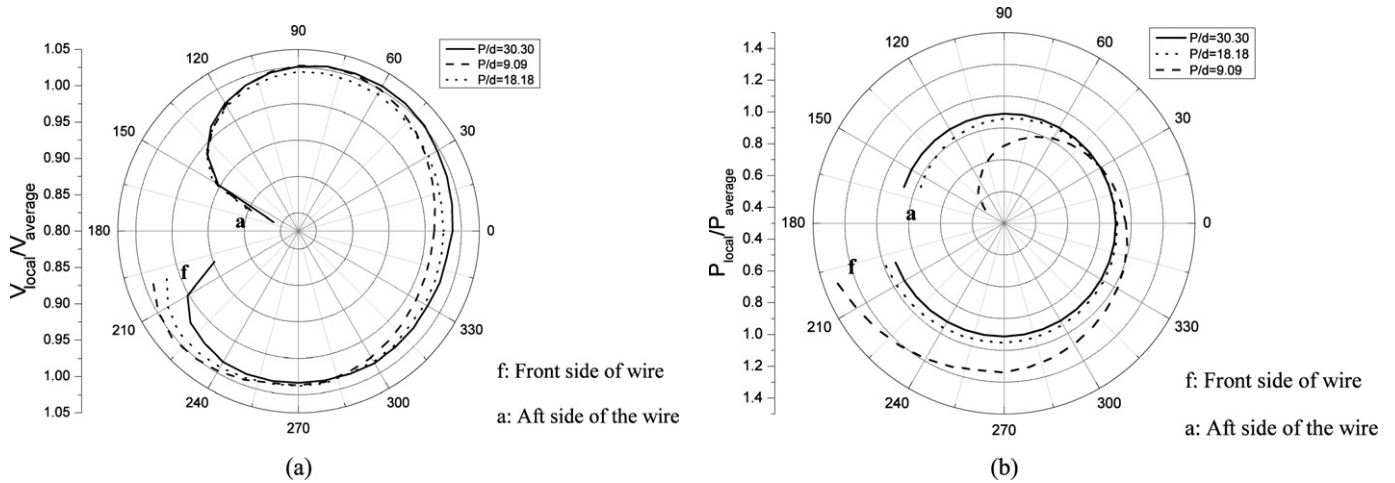 90
120
60
150
30
180
0
210
330
240
300
270
1.05
1.00
0.95
0.90
0.85
0.80
0.85
0.90
0.95
1.00
1.05
V_local/V_average
P/d=30.30
P/d=9.09
P/d=18.18
a
f
f: Front side of wire
a: Aft side of the wire
(a)
90
120
60
150
30
180
0
210
330
240
300
270
1.4
1.2
1.0
0.8
0.6
0.4
0.4
0.6
0.8
1.0
1.2
1.4
P_local/P_average
P/d=30.30
P/d=18.18
P/d=9.09
a
f
f: Front side of wire
a: Aft side of the wire
(b)